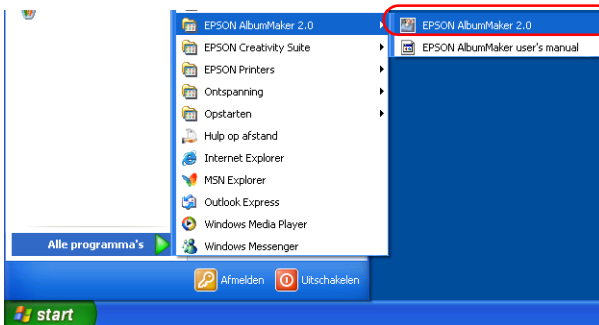 EPSON AlbumMaker 2.0
EPSON AlbumMaker 2.0
EPSON Creativity Suite
EPSON AlbumMaker user's manual
EPSON Printers
Ontspanning
Opstarten
Hulp op afstand
Internet Explorer
MSN Explorer
Outlook Express
Windows Media Player
Alle programma's
Windows Messenger
Afmelden
Uitschakelen
start